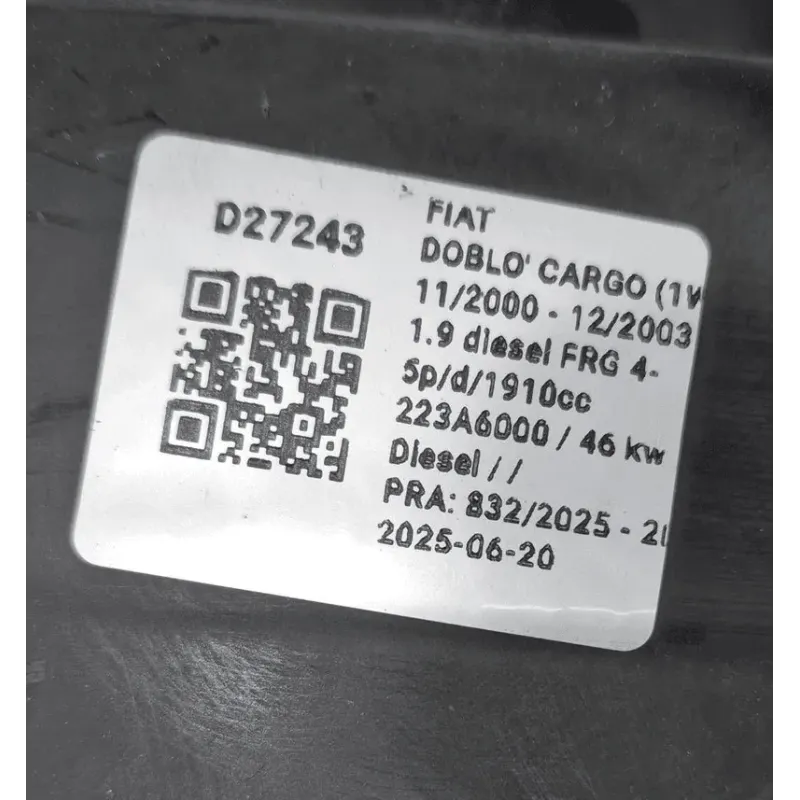 D27243
FIAT
DOBLO' CARGO (1
11/2000 - 12/2003
1.9 diesel FRG 4-
5p/d/1910cc
223A6000 / 46 kw
Diesel / /
PRA: 832/2025 - 2
2025-06-20